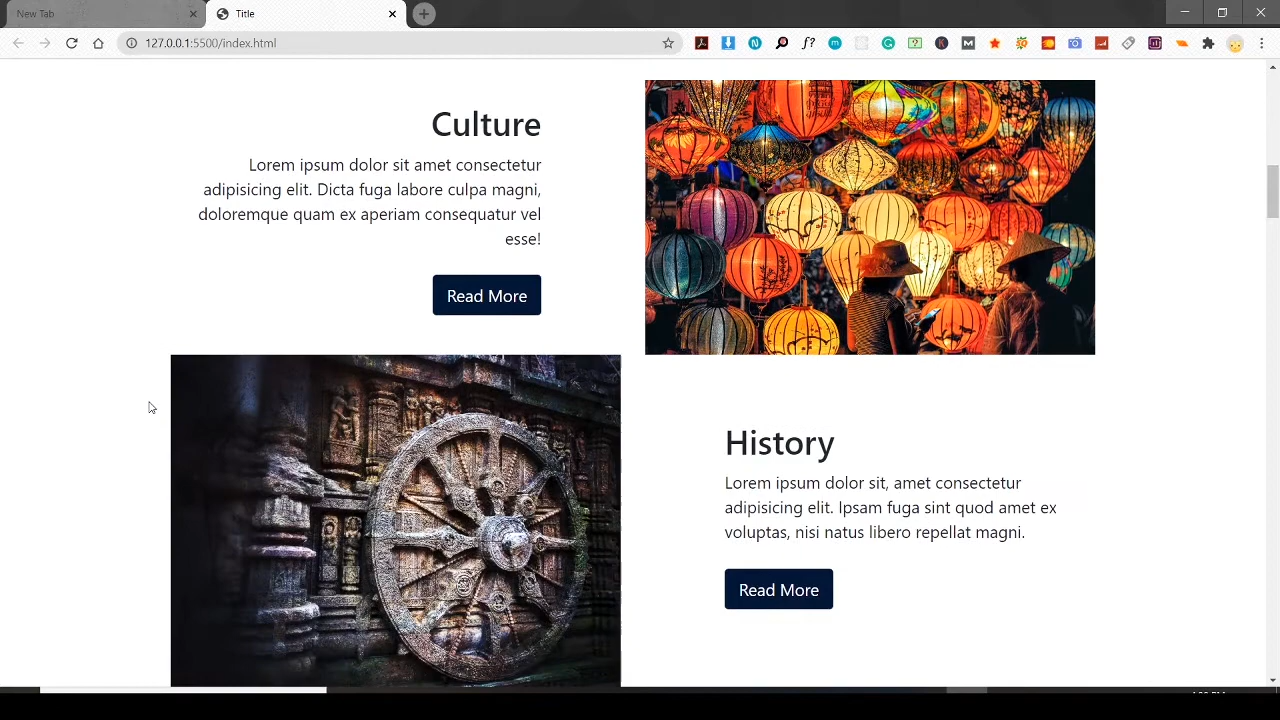 New Tab
Title
127.0.0.1:5500/index.html
Culture
Lorem ipsum dolor sit amet consectetur
adipisicing elit. Dicta fuga labore culpa magni,
doloremque quam ex aperiam consequatur vel
esse!
Read More
History
Lorem ipsum dolor sit, amet consectetur
adipisicing elit. Ipsam fuga sint quod amet ex
voluptas, nisi natus libero repellat magni.
Read More